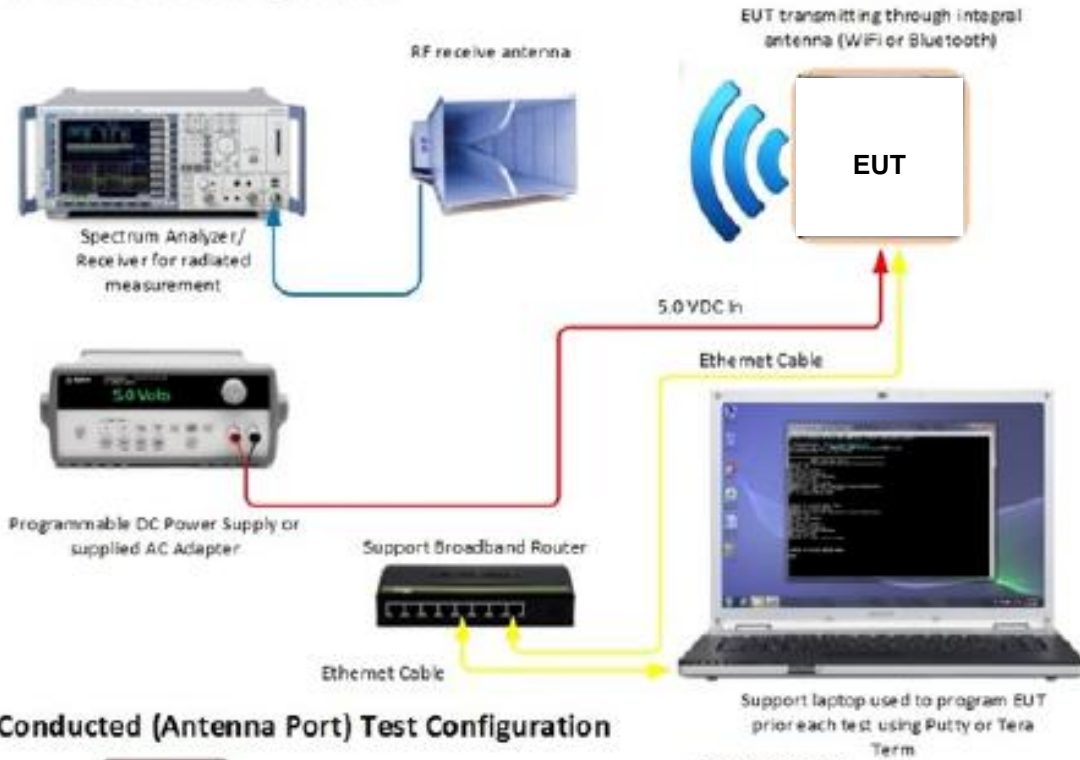 EUT transmitting through integral
antenna (WiFi or Bluetooth)
RF receive antenna
EUT
Spectrum Analyzer/
Receiver for radiated
measurement
5.0 VDC In
Ethernet Cable
5.0 Volts
Programmable DC Power Supply or
supplied AC Adapter
Support Broadband Router
Ethernet Cable
Support laptop used to program EUT
prior each test using Putty or Tera
Term
Conducted (Antenna Port) Test Configuration